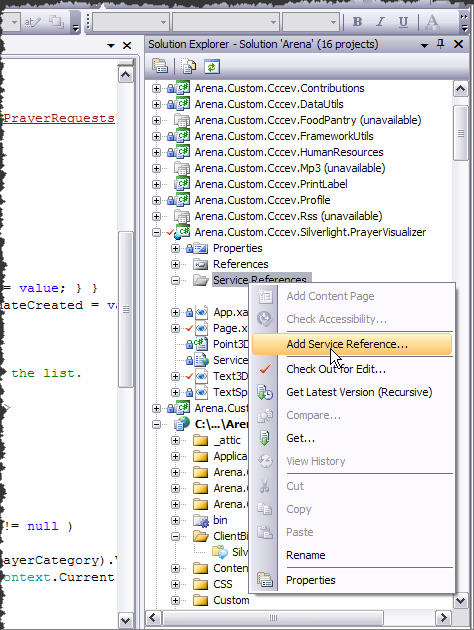 B I U A
Solution Explorer - Solution 'Arena' (16 projects)
Arena.Custom.Cccev.Contributions
Arena.Custom.Cccev.DataUtils
PrayerRequests
Arena.Custom.Cccev.FoodPantry (unavailable)
Arena.Custom.Cccev.FrameworkUtils
Arena.Custom.Cccev.HumanResources
Arena.Custom.Cccev.Mp3 (unavailable)
Arena.Custom.Cccev.PrintLabel
Arena.Custom.Cccev.Profile
Arena.Custom.Cccev.Rss (unavailable)
Arena.Custom.Cccev.Silverlight.PrayerVisualizer
Properties
References
Service References
= value; } }
ateCreated = va
App.xa
Page.xa
Point3D
Service
the list.
Text3D
TextSp
Arena.Cus
C:\...\Are
_attic
Applica
Arena.C
Arena.C
Arena.C
!= null )
bin
ClientBi
ayerCategory).V
Silv
ontext.Current
Conten
CSS
Custom
Add Content Page
Check Accessibility...
Add Service Reference...
Check Out for Edit...
Get Latest Version (Recursive)
Compare...
Get...
View History
Cut
Copy
Paste
Rename
Properties